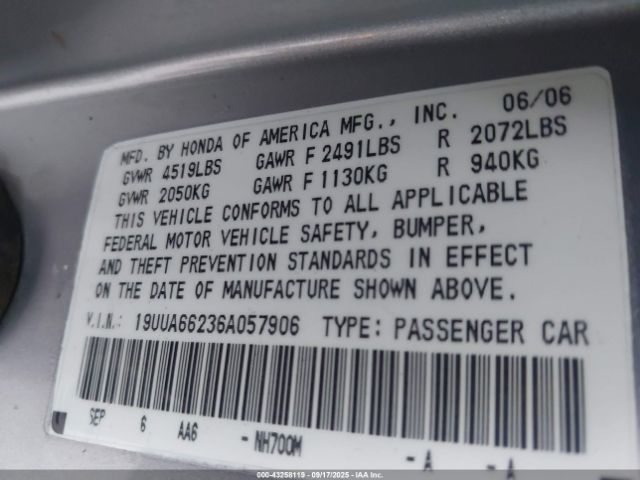 MFD. BY HONDA OF AMERICA MFG., INC. 06/06
GVWR 4519LBS GAWR F 2491LBS R 2072LBS
GVWR 2050KG GAWR F 1130KG R 940KG
THIS VEHICLE CONFORMS TO ALL APPLICABLE
FEDERAL MOTOR VEHICLE SAFETY, BUMPER,
AND THEFT PREVENTION STANDARDS IN EFFECT
ON THE DATE OF MANUFACTURE SHOWN ABOVE.
V.I.N.: 19UUA66236A057906 TYPE: PASSENGER CAR
SEP 6 AA6 - NH700M - A - A
000-43258119 - 09/17/2025 - IAA.